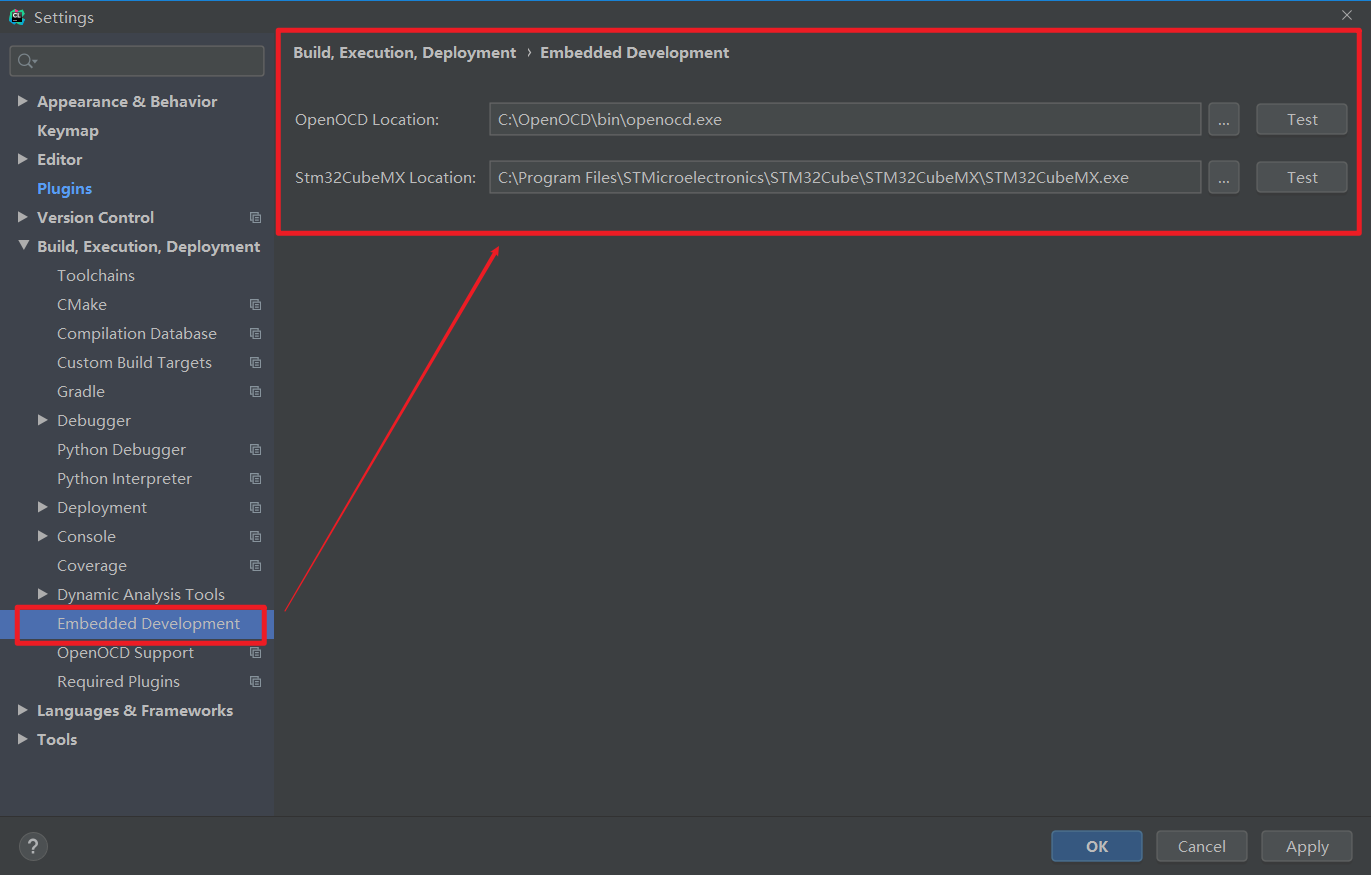 Settings
Build, Execution, Deployment › Embedded Development
OpenOCD Location: C:\OpenOCD\bin\openocd.exe ... Test
Stm32CubeMX Location: C:\Program Files\STMicroelectronics\STM32Cube\STM32CubeMX\STM32CubeMX.exe ... Test
Appearance & Behavior
Keymap
Editor
Plugins
Version Control
Build, Execution, Deployment
Toolchains
CMake
Compilation Database
Custom Build Targets
Gradle
Debugger
Python Debugger
Python Interpreter
Deployment
Console
Coverage
Dynamic Analysis Tools
Embedded Development
OpenOCD Support
Required Plugins
Languages & Frameworks
Tools
? OK Cancel Apply